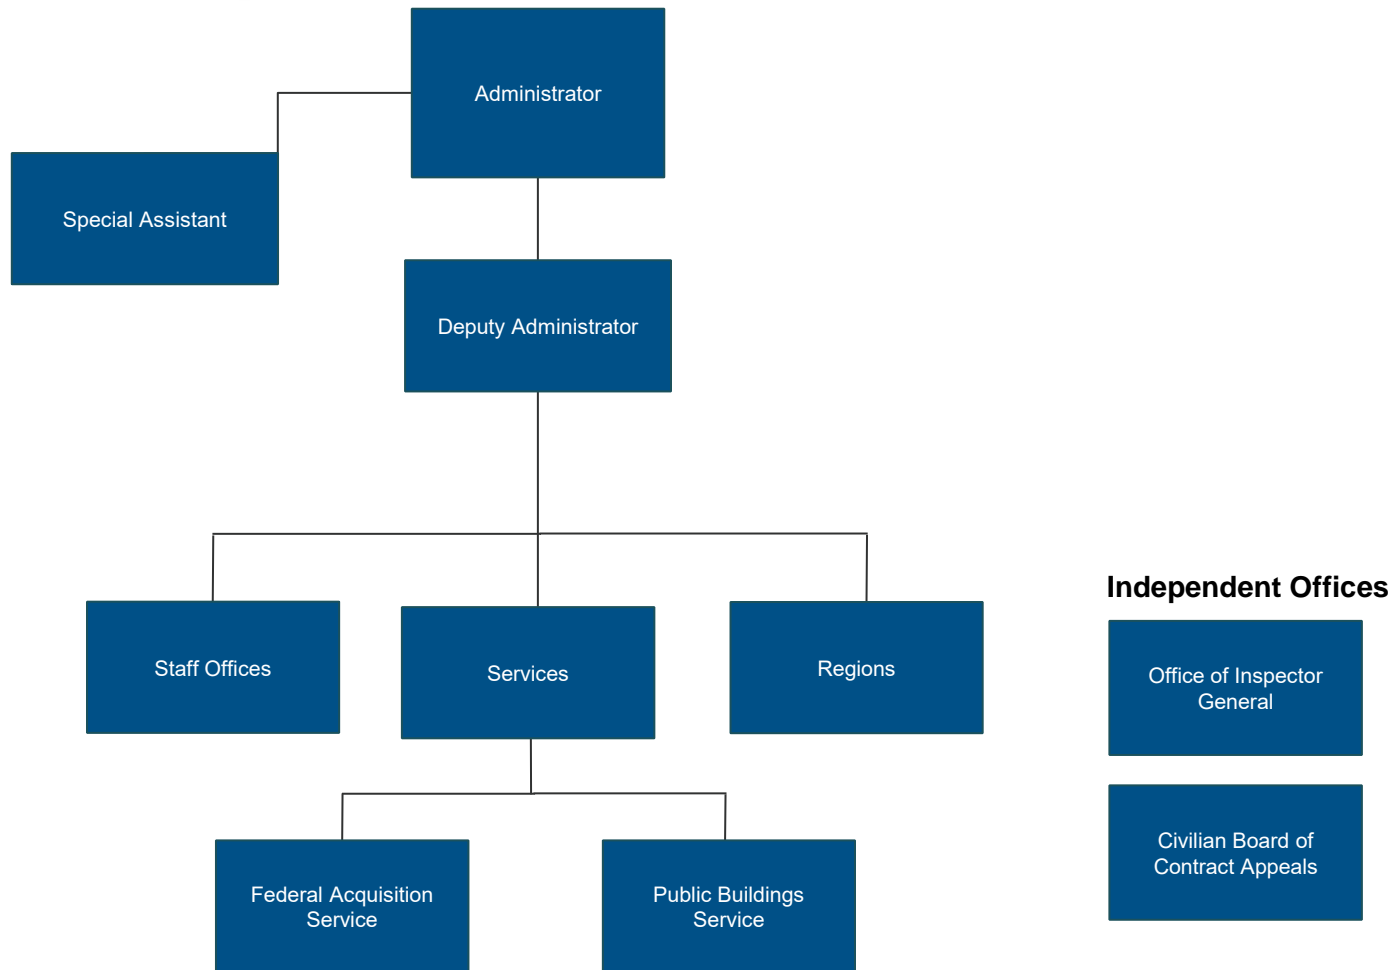 Administrator
Special Assistant
Deputy Administrator
Staff Offices
Services
Regions
Federal Acquisition
Service
Public Buildings
Service
Independent Offices
Office of Inspector
General
Civilian Board of
Contract Appeals